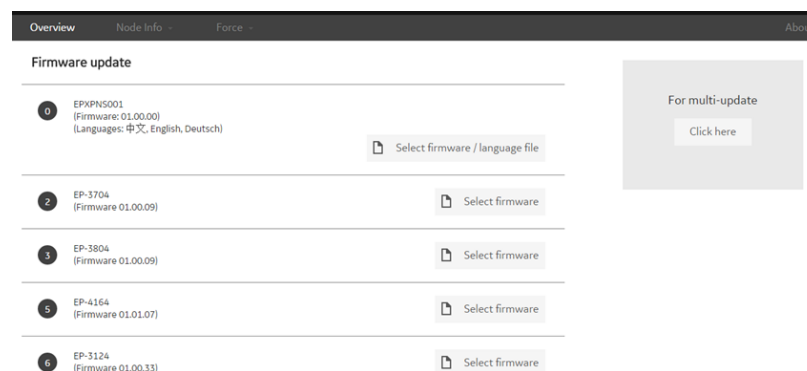 Overview Node Info Force Abou
Firmware update
0 EPXPNS001
(Firmware: 01.00.00)
(Languages: 中文, English, Deutsch)
Select firmware / language file
For multi-update
Click here
2 EP-3704
(Firmware 01.00.09)
Select firmware
3 EP-3804
(Firmware 01.00.09)
Select firmware
5 EP-4164
(Firmware 01.01.07)
Select firmware
6 EP-3124
(Firmware 01.00.33)
Select firmware